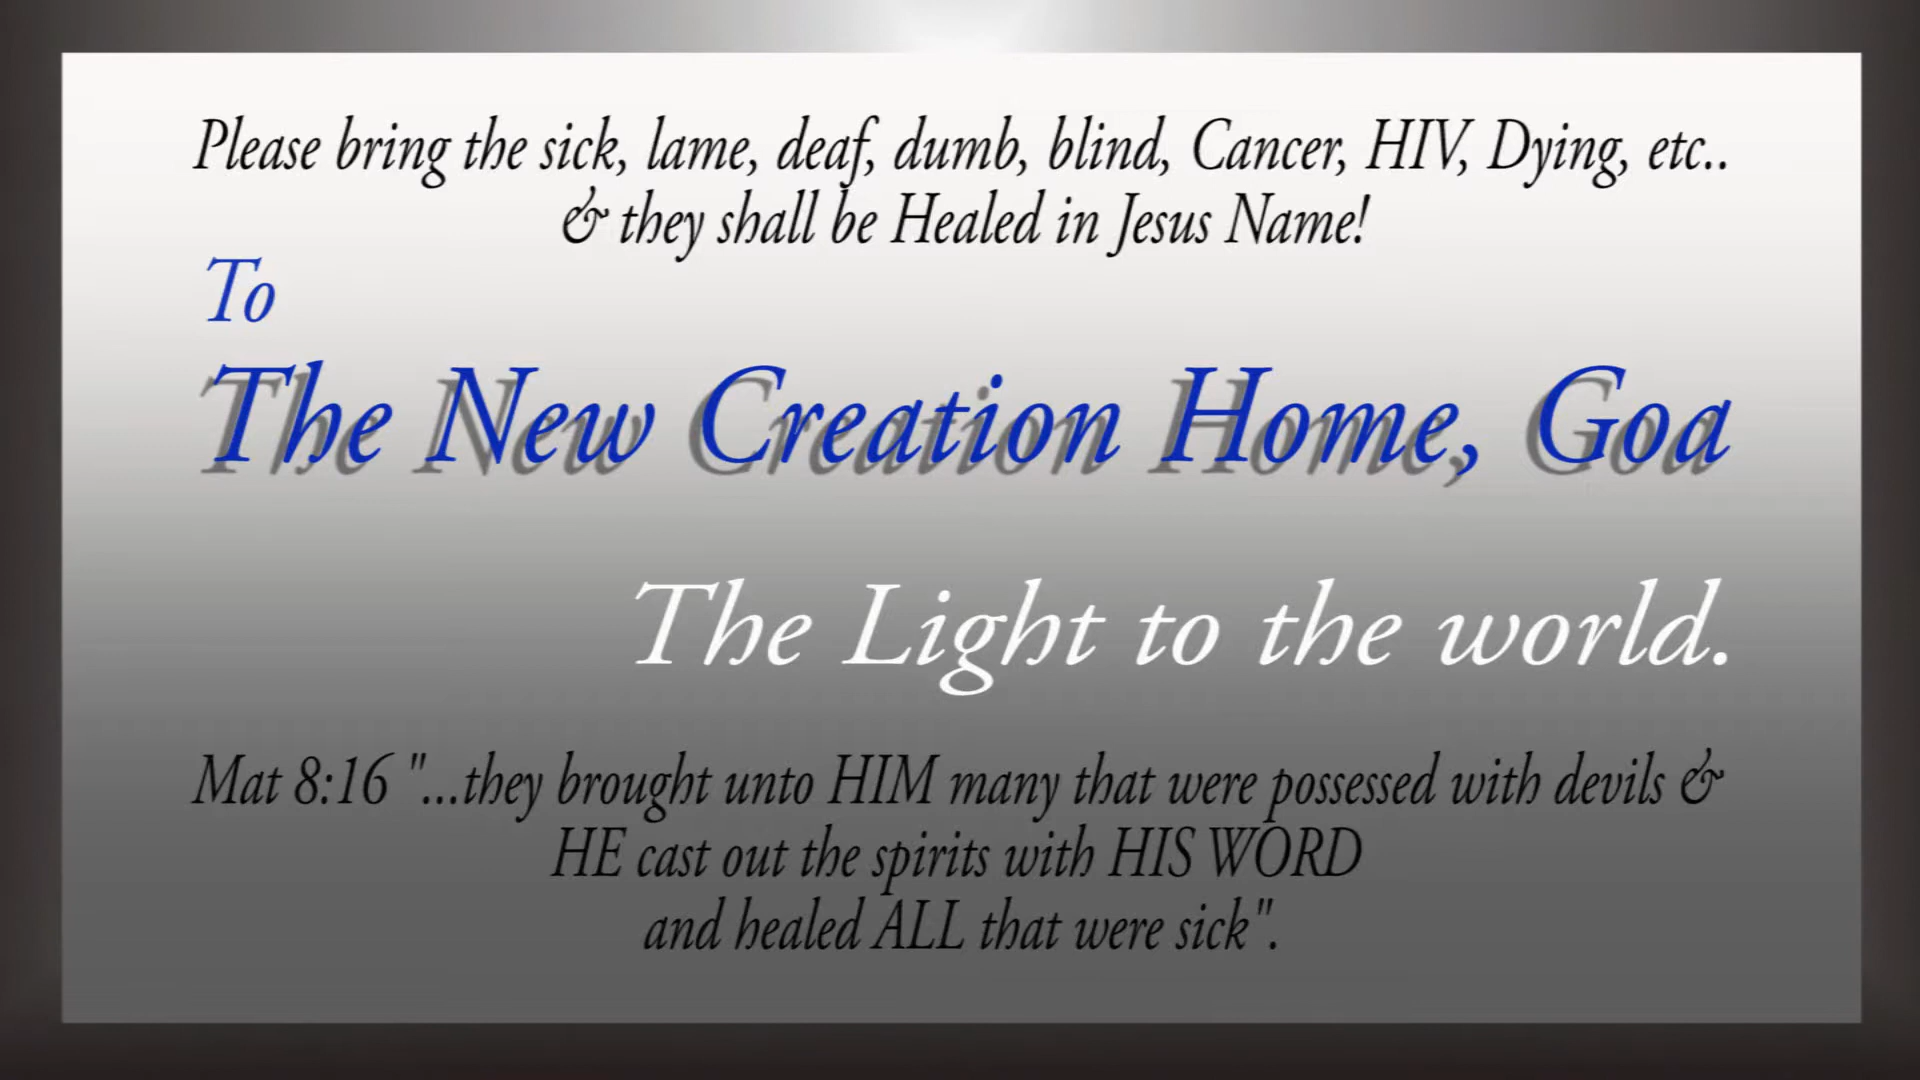 Please bring the sick, lame, deaf, dumb, blind, Cancer, HIV, Dying, etc..
& they shall be Healed in Jesus Name!
To
The New Creation Home, Goa
The Light to the world.
Mat 8:16 "...they brought unto HIM many that were possessed with devils &
HE cast out the spirits with HIS WORD
and healed ALL that were sick".